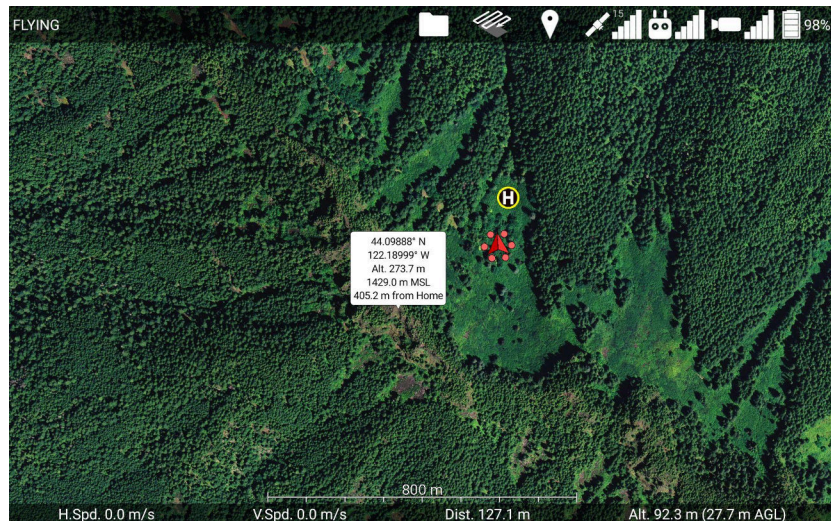 FLYING
15
98%
H
44.09888° N
122.18999° W
Alt. 273.7 m
1429.0 m MSL
405.2 m from Home
800 m
H.Spd. 0.0 m/s
V.Spd. 0.0 m/s
Dist. 127.1 m
Alt. 92.3 m (27.7 m AGL)